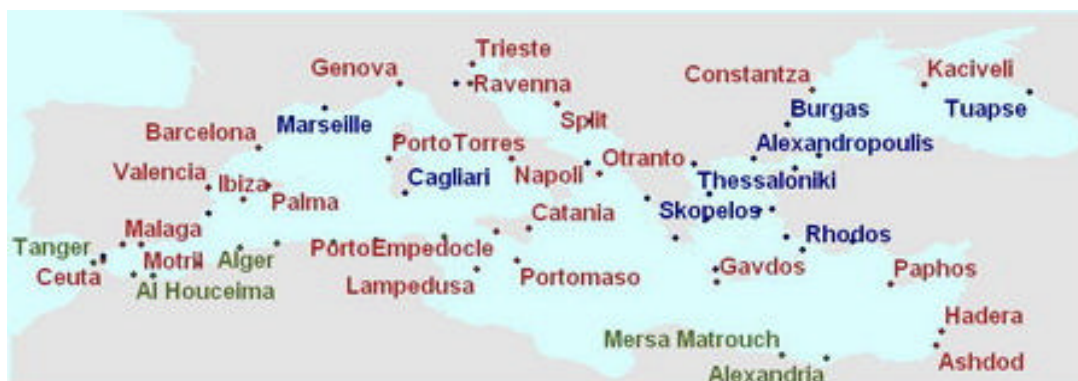 Trieste
Genova
Ravenna
Constantza
Kaciveli
Marseille
Split
Burgas
Tuapse
Barcelona
PortoTorres
Otranto
Alexandropoulis
Valencia
Ibiza
Palma
Cagliari
Napoli
Thessaloniki
Skopelos
Catania
Tanger
Malaga
Motril
Ceuta
Alger
Al Houceima
PortoEmpedocle
Lampedusa
Portomaso
Gavdos
Rhodos
Paphos
Hadera
Mersa Matrouch
Ashdod
Alexandria